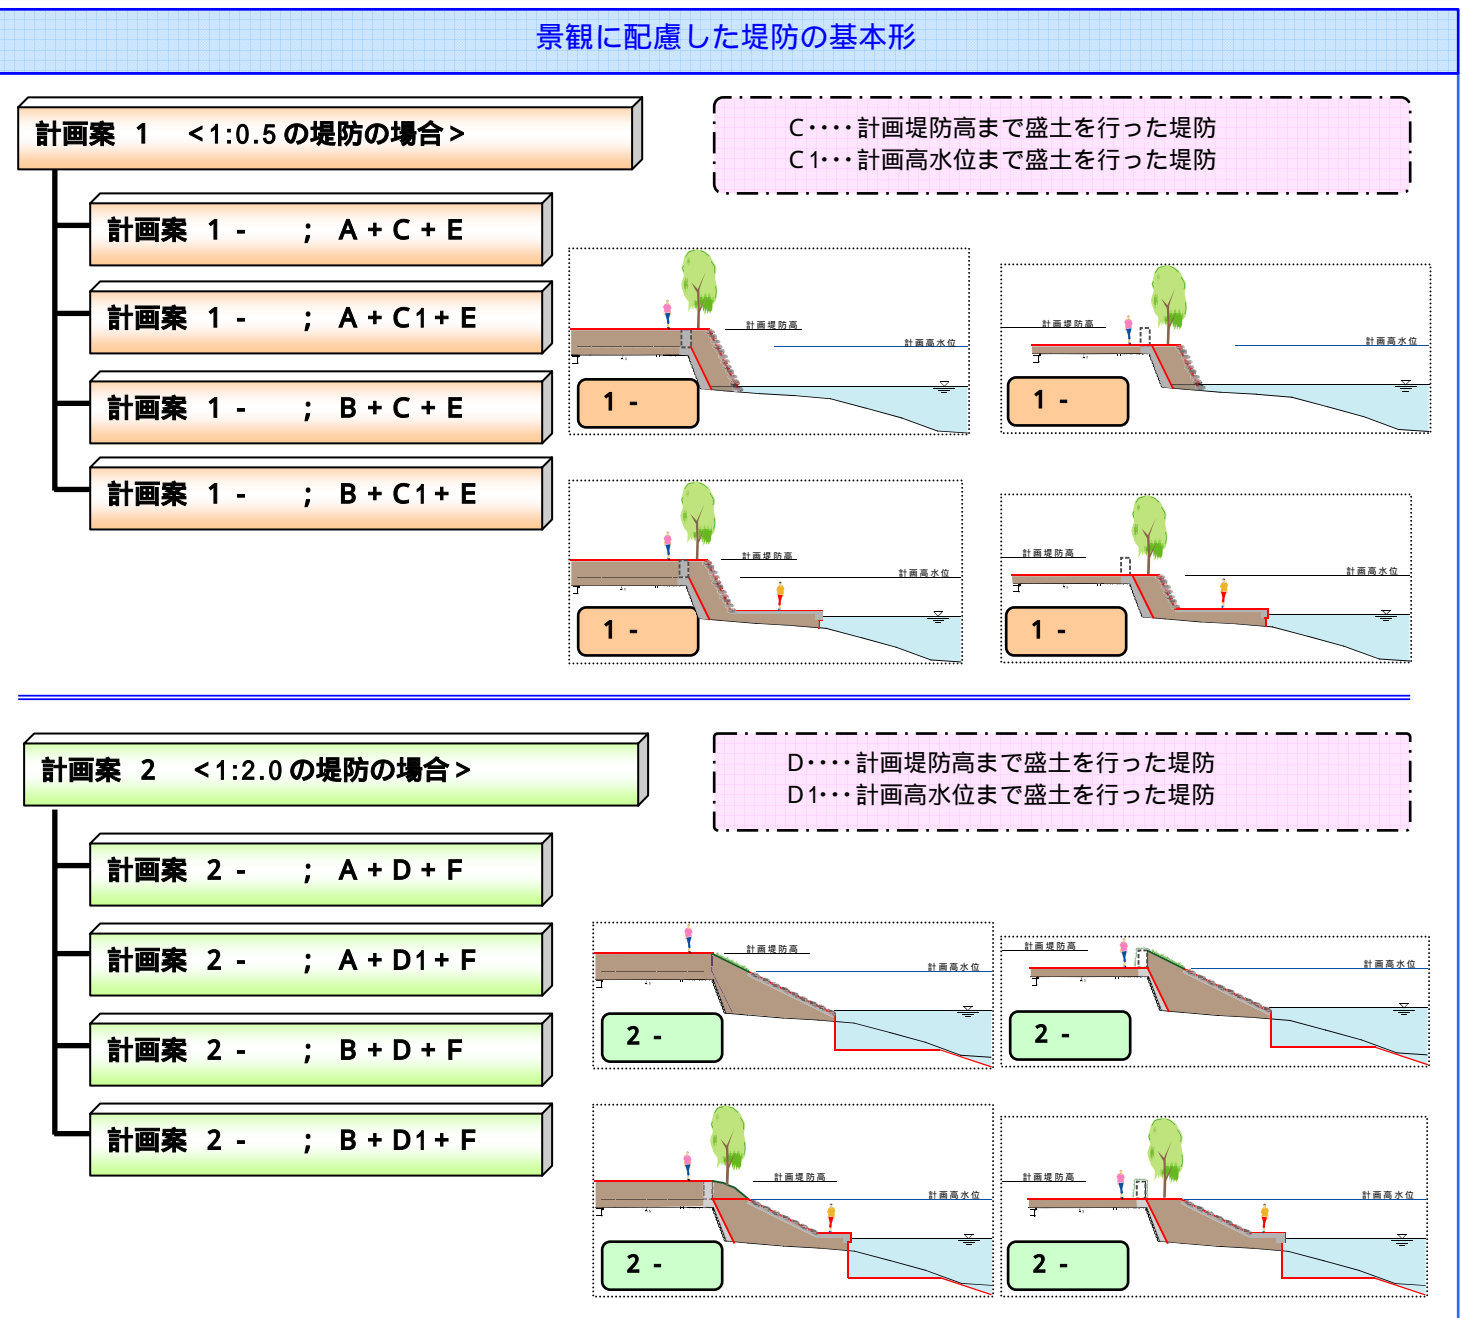 景観に配慮した堤防の基本形
計画案 1 <1:0.5の堤防の場合>
C・・・・計画堤防高まで盛土を行った堤防
C1・・・計画高水位まで盛土を行った堤防
計画案 1 - ; A+C+E
計画案 1 - ; A+C1+E
計画案 1 - ; B+C+E
計画案 1 - ; B+C1+E
計画堤防高
計画高水位
1 -
計画堤防高
計画高水位
1 -
計画堤防高
計画高水位
1 -
計画堤防高
計画高水位
1 -
計画案 2 <1:2.0の堤防の場合>
D・・・・計画堤防高まで盛土を行った堤防
D1・・・計画高水位まで盛土を行った堤防
計画案 2 - ; A+D+F
計画案 2 - ; A+D1+F
計画案 2 - ; B+D+F
計画案 2 - ; B+D1+F
計画堤防高
計画高水位
2 -
計画堤防高
計画高水位
2 -
計画堤防高
計画高水位
2 -
計画堤防高
計画高水位
2 -